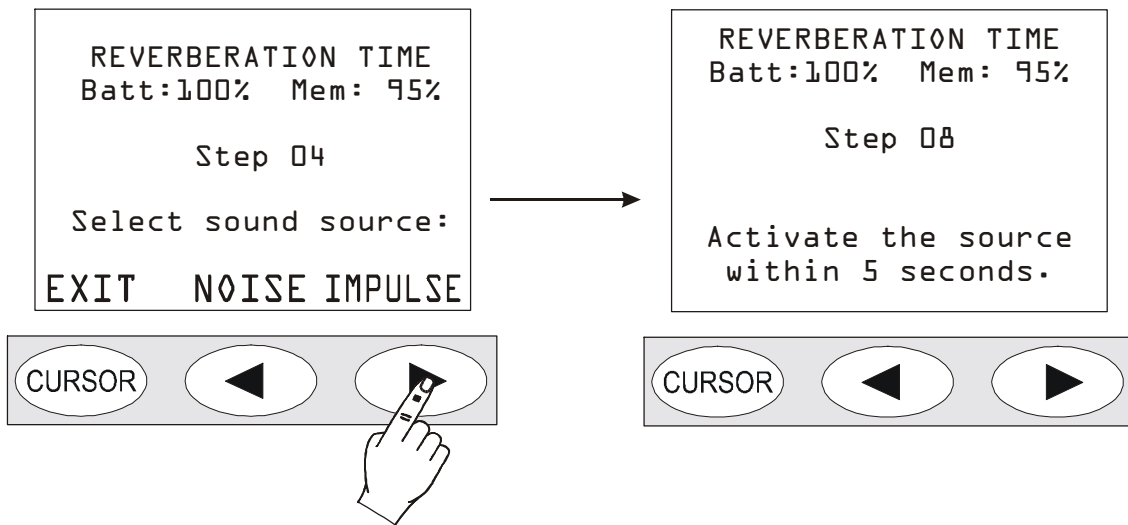 REVERBERATION TIME
Batt:100% Mem: 95%
Step 04
Select sound source:
EXIT NOISE IMPULSE
CURSOR
REVERBERATION TIME
Batt:100% Mem: 95%
Step 08
Activate the source
within 5 seconds.
CURSOR